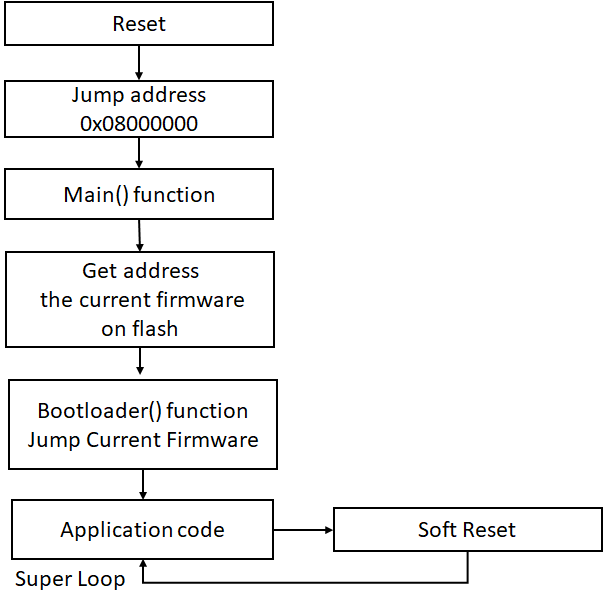 Reset
Jump address
0x08000000
Main() function
Get address
the current firmware
on flash
Bootloader() function
Jump Current Firmware
Application code
Soft Reset
Super Loop